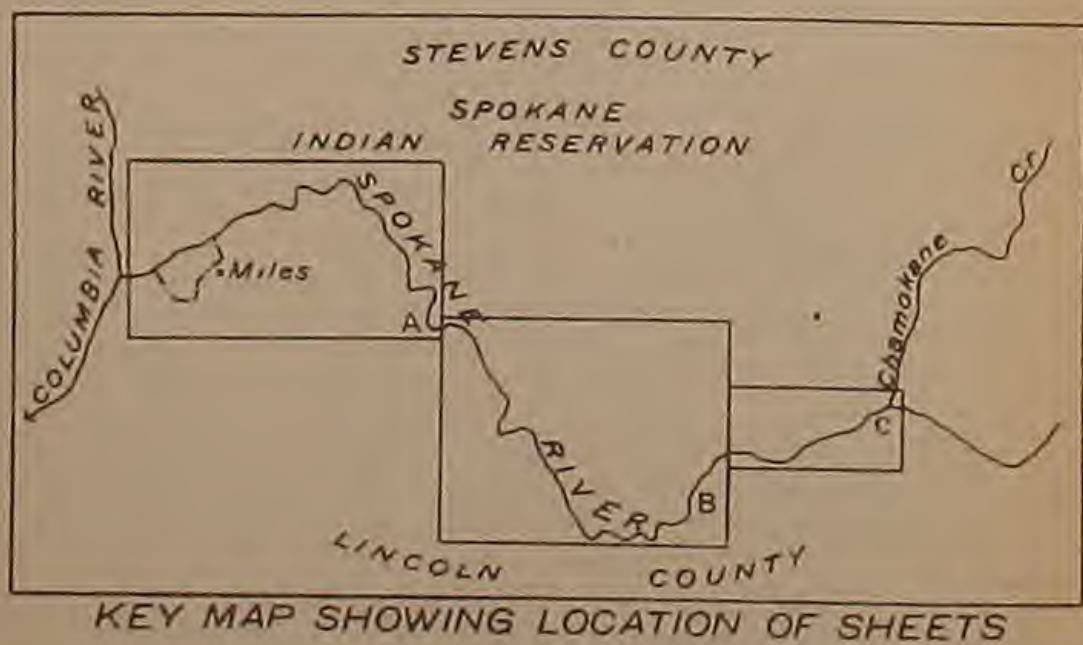 STEVENS COUNTY
SPOKANE
INDIAN RESERVATION
COLUMBIA RIVER
SPOKANE
RIVER
Miles
A
B
C
Chamokane Cr.
LINCOLN COUNTY
KEY MAP SHOWING LOCATION OF SHEETS